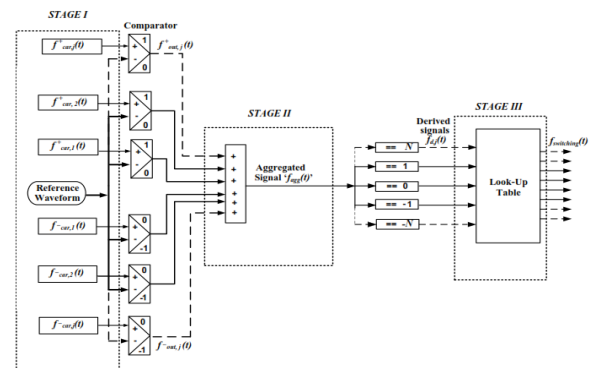 STAGE I
Comparator
f⁺car,j(t)
+ 1
- 0
f⁺out, j(t)
f⁺car, 2(t)
+ 1
- 0
f⁺car,1(t)
+ 1
- 0
Reference
Waveform
f⁻car,1(t)
+ 0
- -1
f⁻car,2(t)
+ 0
- -1
f⁻car,j(t)
+ 0
- -1
f⁻out, j(t)
STAGE II
+
+
+
+
+
+
Aggregated
Signal ‘fagg(t)’
Derived
signals
fd,j(t)
== N
== 1
== 0
== -1
== -N
STAGE III
Look-Up
Table
fswitching(t)